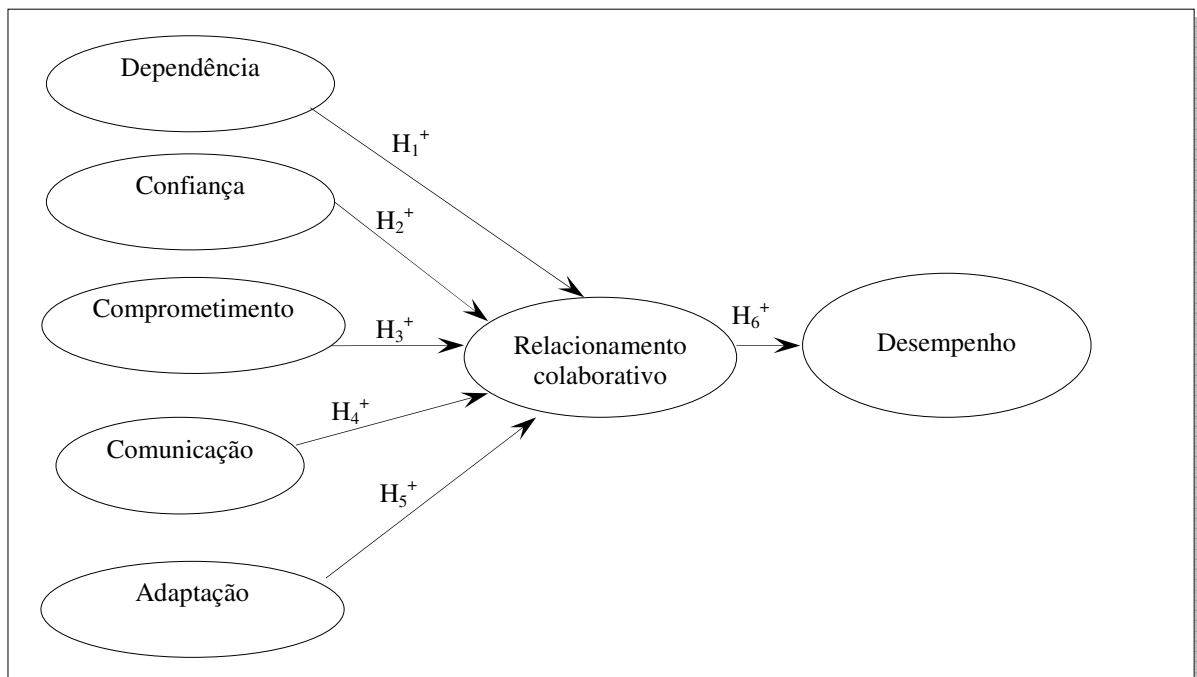 Dependência
H₁⁺
Confiança
H₂⁺
Comprometimento
H₃⁺
Relacionamento
colaborativo
H₆⁺
Desempenho
Comunicação
H₄⁺
H₅⁺
Adaptação